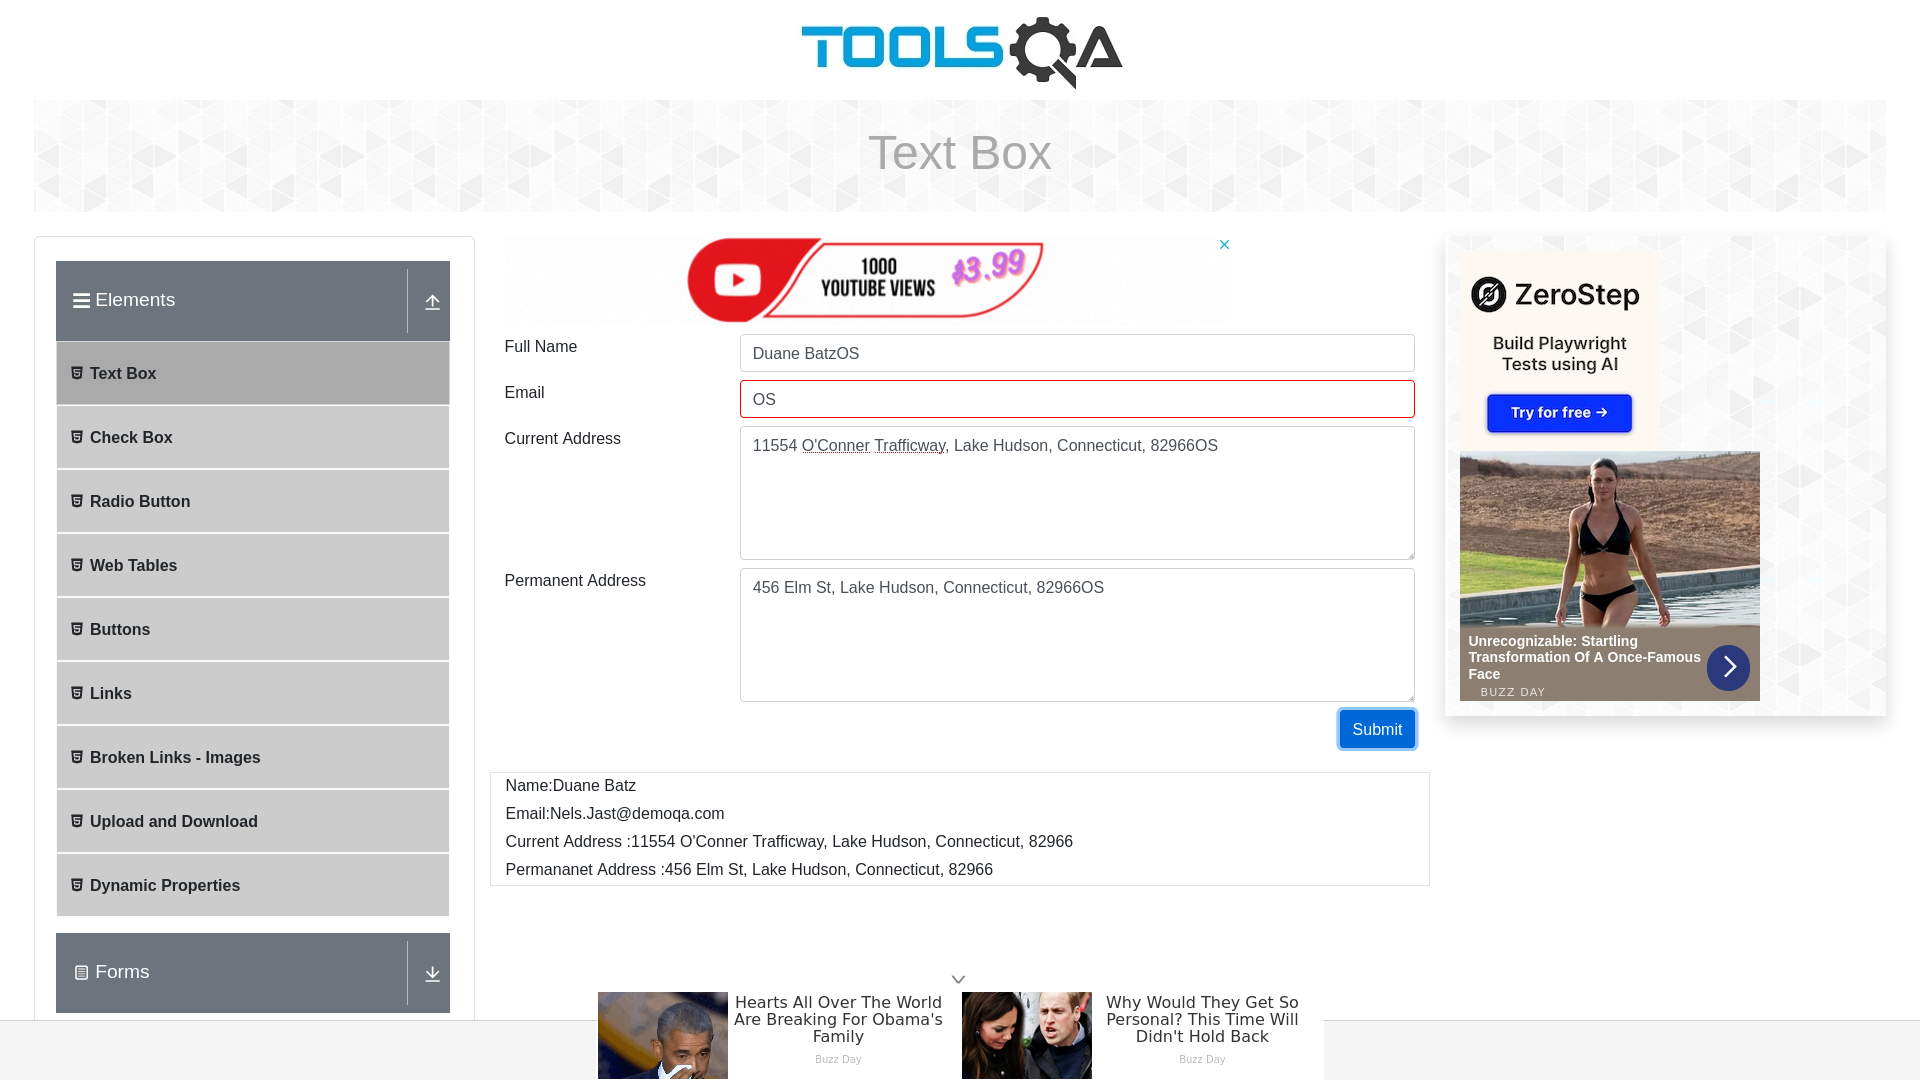 TOOLSQA
Text Box
Elements
Text Box
Check Box
Radio Button
Web Tables
Buttons
Links
Broken Links - Images
Upload and Download
Dynamic Properties
Forms
1000
YOUTUBE VIEWS
$3.99
Full Name
Duane BatzOS
Email
OS
Current Address
11554 O'Conner Trafficway, Lake Hudson, Connecticut, 82966OS
Permanent Address
456 Elm St, Lake Hudson, Connecticut, 82966OS
Submit
Name:Duane Batz
Email:Nels.Jast@demoqa.com
Current Address :11554 O'Conner Trafficway, Lake Hudson, Connecticut, 82966
Permananet Address :456 Elm St, Lake Hudson, Connecticut, 82966
ZeroStep
Build Playwright
Tests using AI
Try for free →
Unrecognizable: Startling
Transformation Of A Once-Famous
Face
BUZZ DAY
Hearts All Over The World
Are Breaking For Obama's
Family
Buzz Day
Why Would They Get So
Personal? This Time Will
Didn't Hold Back
Buzz Day